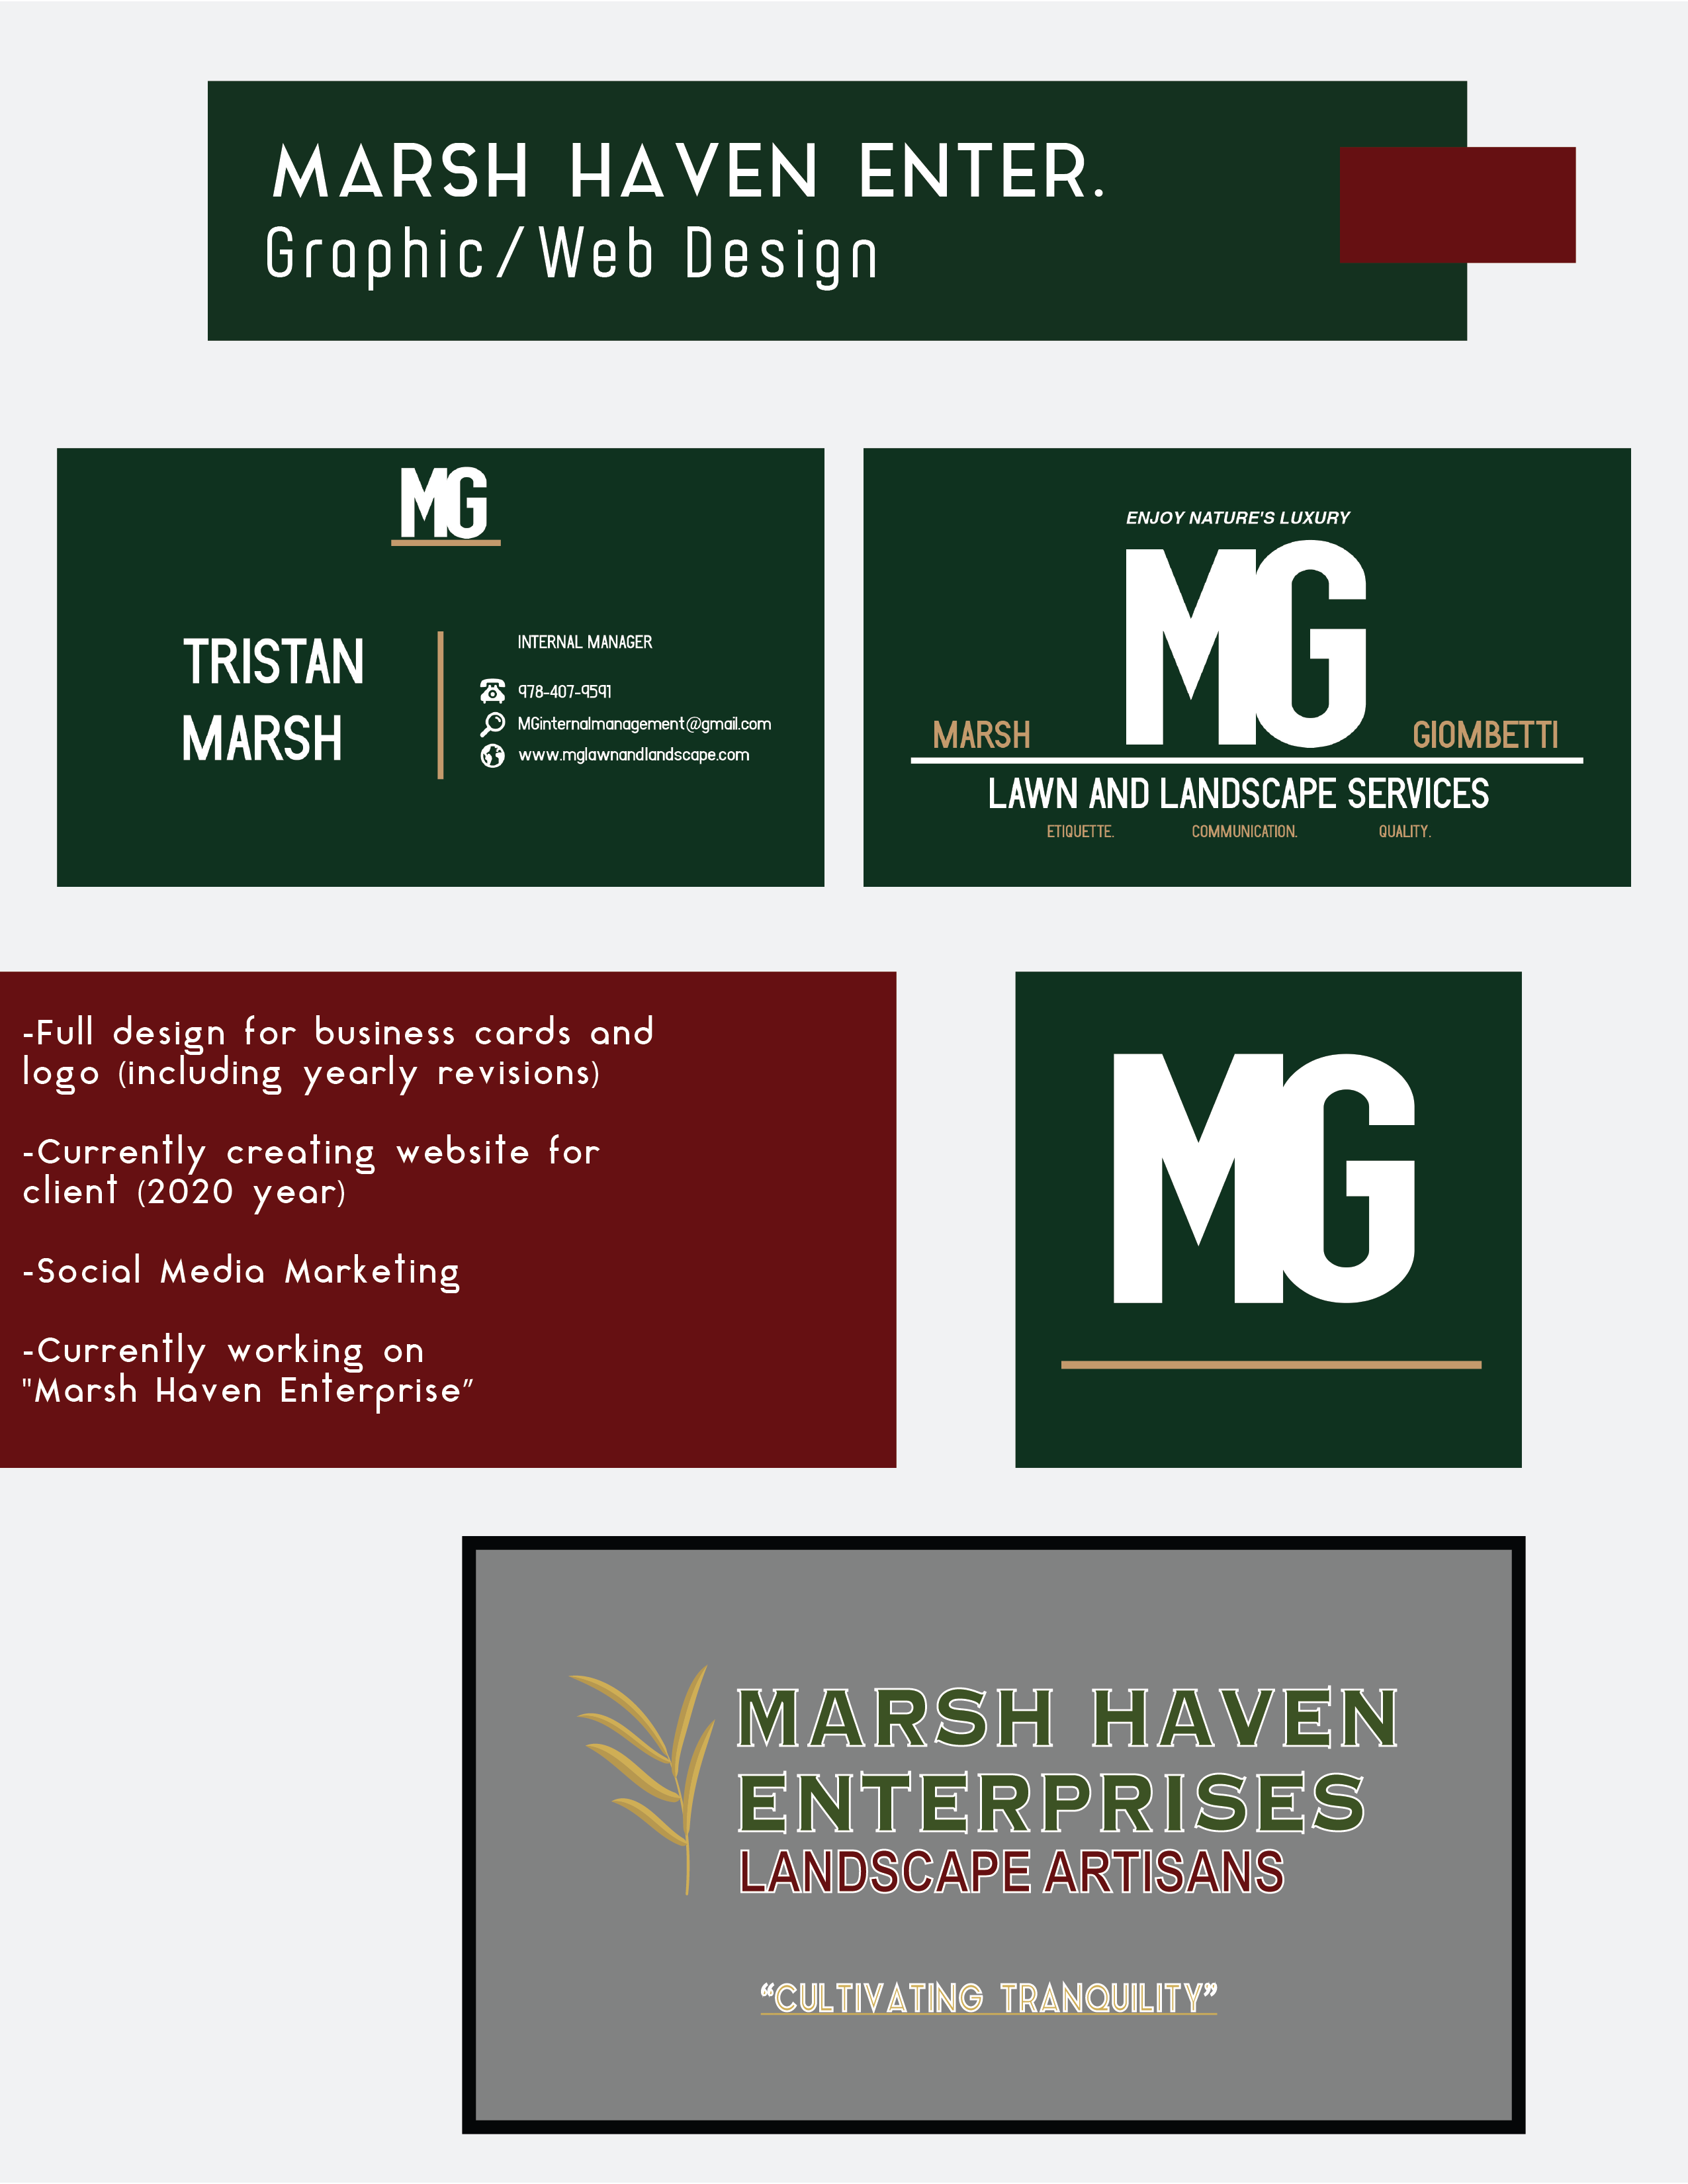 MARSH HAVEN ENTER.
Graphic/Web Design
MG
TRISTAN
MARSH
INTERNAL MANAGER
978-407-9591
MGinternalmanagement@gmail.com
www.mglawnandlandscape.com
ENJOY NATURE'S LUXURY
MG
MARSH GIOMBETTI
LAWN AND LANDSCAPE SERVICES
ETIQUETTE. COMMUNICATION. QUALITY.
-Full design for business cards and
logo (including yearly revisions)
-Currently creating website for
client (2020 year)
-Social Media Marketing
-Currently working on
"Marsh Haven Enterprise”
MG
MARSH HAVEN
ENTERPRISES
LANDSCAPE ARTISANS
“CULTIVATING TRANQUILITY”